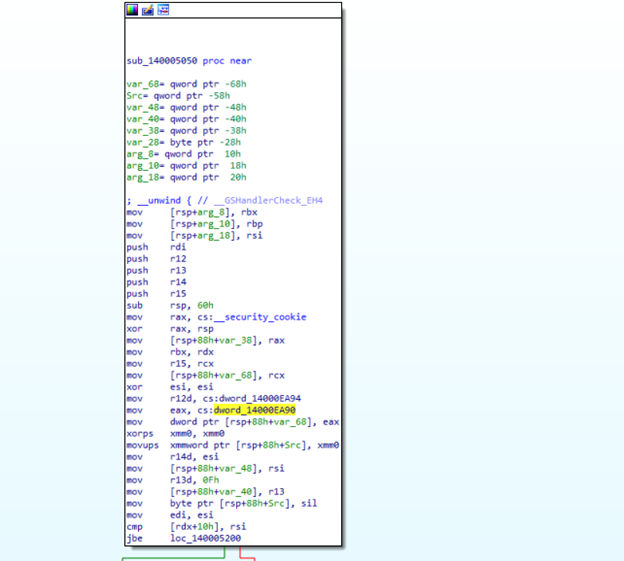 sub_140005050 proc near
var_68= qword ptr -68h
Src= qword ptr -58h
var_48= qword ptr -48h
var_40= qword ptr -40h
var_38= qword ptr -38h
var_28= byte ptr -28h
arg_8= qword ptr  10h
arg_10= qword ptr  18h
arg_18= qword ptr  20h
; __unwind { // __GSHandlerCheck_EH4
mov     [rsp+arg_8], rbx
mov     [rsp+arg_10], rbp
mov     [rsp+arg_18], rsi
push    rdi
push    r12
push    r13
push    r14
push    r15
sub     rsp, 60h
mov     rax, cs:__security_cookie
xor     rax, rsp
mov     [rsp+88h+var_38], rax
mov     rbx, rdx
mov     r15, rcx
mov     [rsp+88h+var_68], rcx
xor     esi, esi
mov     r12d, cs:dword_14000EA94
mov     eax, cs:dword_14000EA90
mov     dword ptr [rsp+88h+var_68], eax
xorps   xmm0, xmm0
movups  xmmword ptr [rsp+88h+Src], xmm0
mov     r14d, esi
mov     [rsp+88h+var_48], rsi
mov     r13d, 0Fh
mov     [rsp+88h+var_40], r13
mov     byte ptr [rsp+88h+Src], sil
mov     edi, esi
cmp     [rdx+10h], rsi
jbe     loc_140005200